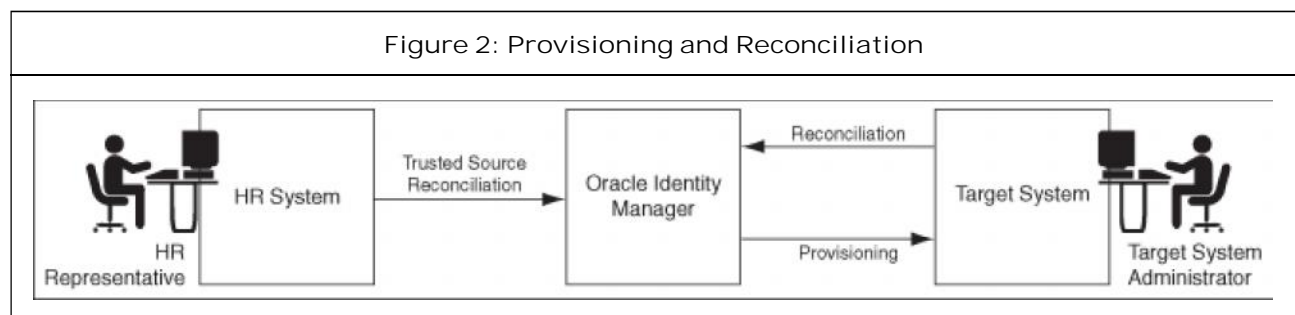 Figure 2: Provisioning and Reconciliation
HR System
HR
Representative
Trusted Source
Reconciliation
Oracle Identity
Manager
Reconciliation
Provisioning
Target System
Target System
Administrator